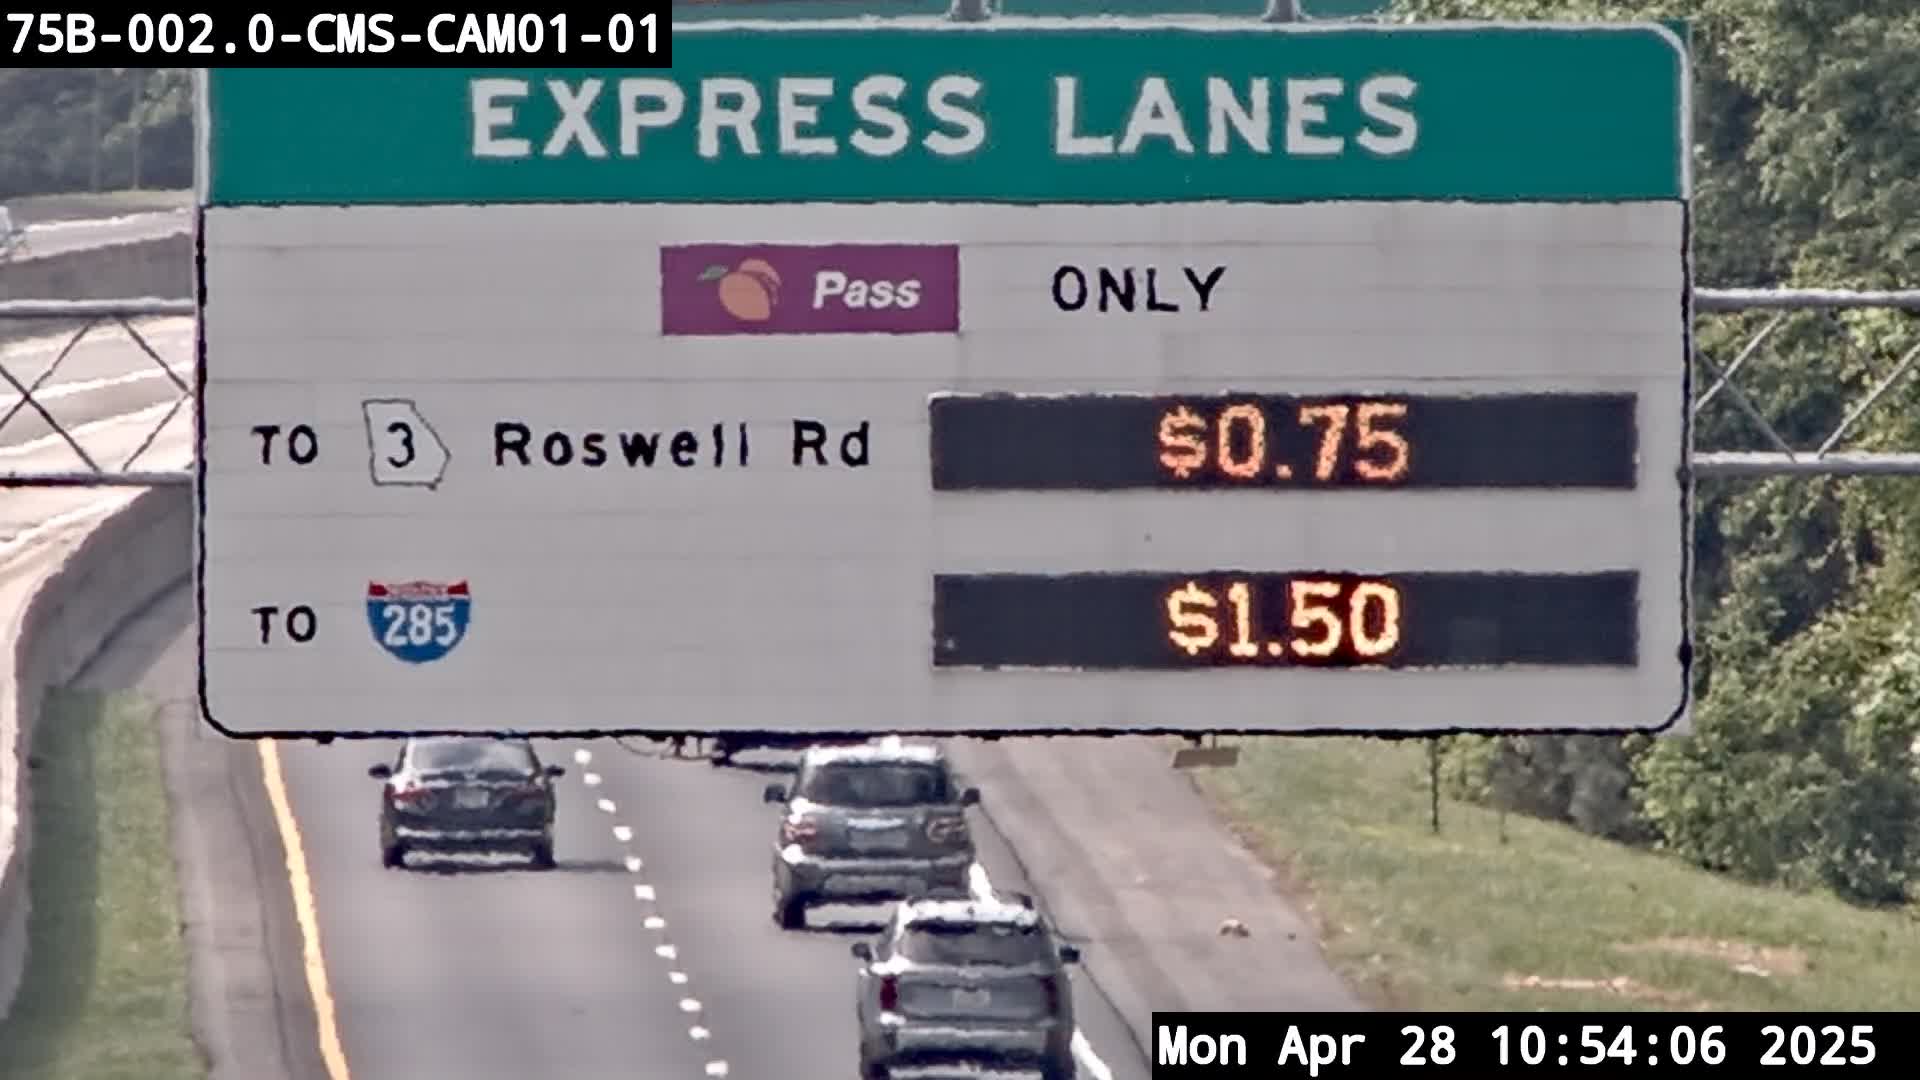 75B-002.0-CMS-CAM01-01
EXPRESS LANES
Pass ONLY
TO 3 Roswell Rd $0.75
TO 285 $1.50
Mon Apr 28 10:54:06 2025